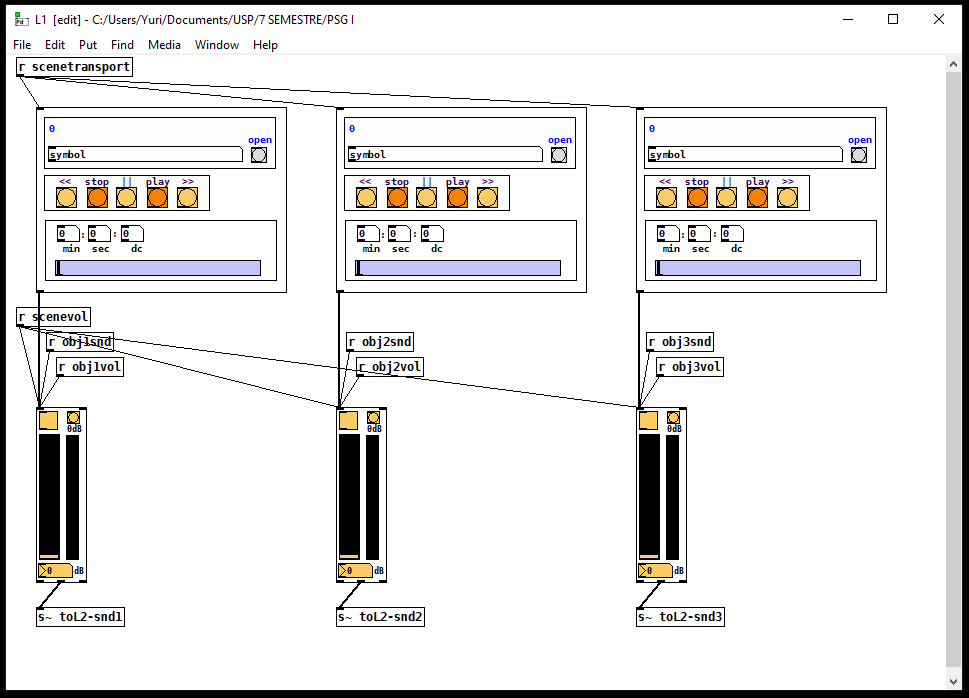 L1 [edit] - C:/Users/Yuri/Documents/USP/7 SEMESTRE/PSG I
File Edit Put Find Media Window Help
r scenetransport
0 0 0
open open open
symbol symbol symbol
<< stop || play >> << stop || play >> << stop || play >>
0 : 0 : 0 0 : 0 : 0 0 : 0 : 0
min sec dc min sec dc min sec dc
r scenevol
r obj1snd r obj2snd r obj3snd
r obj1vol r obj2vol r obj3vol
0dB 0dB 0dB
0 dB 0 dB 0 dB
s~ toL2-snd1 s~ toL2-snd2 s~ toL2-snd3